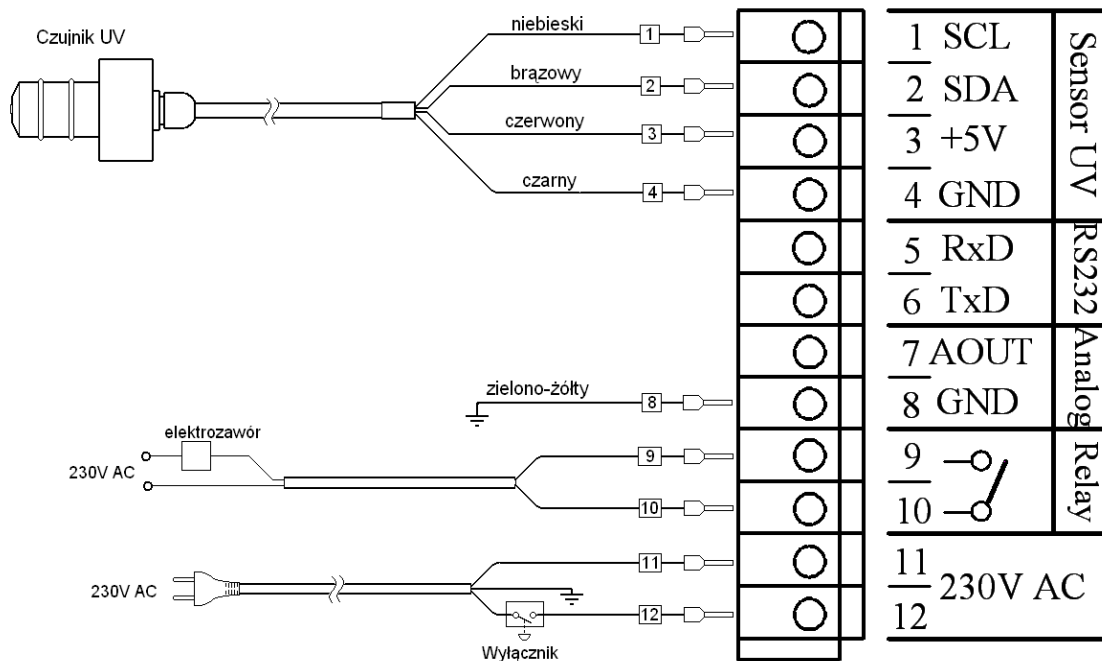 Czujnik UV
niebieski
1
brązowy
2
czerwony
3
czarny
4
zielono-żółty
8
elektrozawór
230V AC
9
10
230V AC
11
12
Wyłącznik
1 SCL
2 SDA
3 +5V
4 GND
Sensor UV
5 RxD
6 TxD
RS232
7 AOUT
8 GND
Analog
9
10
Relay
11
12
230V AC